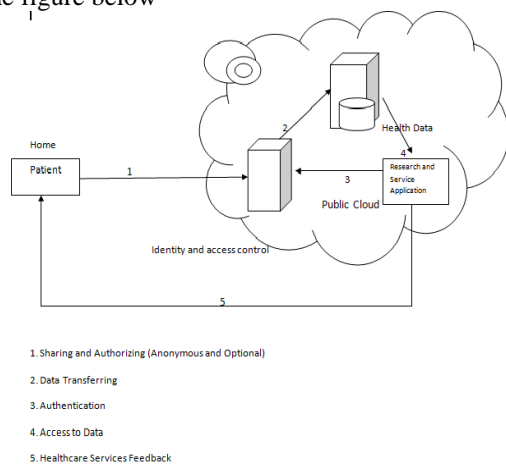 e figure below
2
Health Data
Home
Patient
1
4
Research and
Service
Application
3
Public Cloud
Identity and access control
5
1. Sharing and Authorizing (Anonymous and Optional)
2. Data Transferring
3. Authentication
4. Access to Data
5. Healthcare Services Feedback